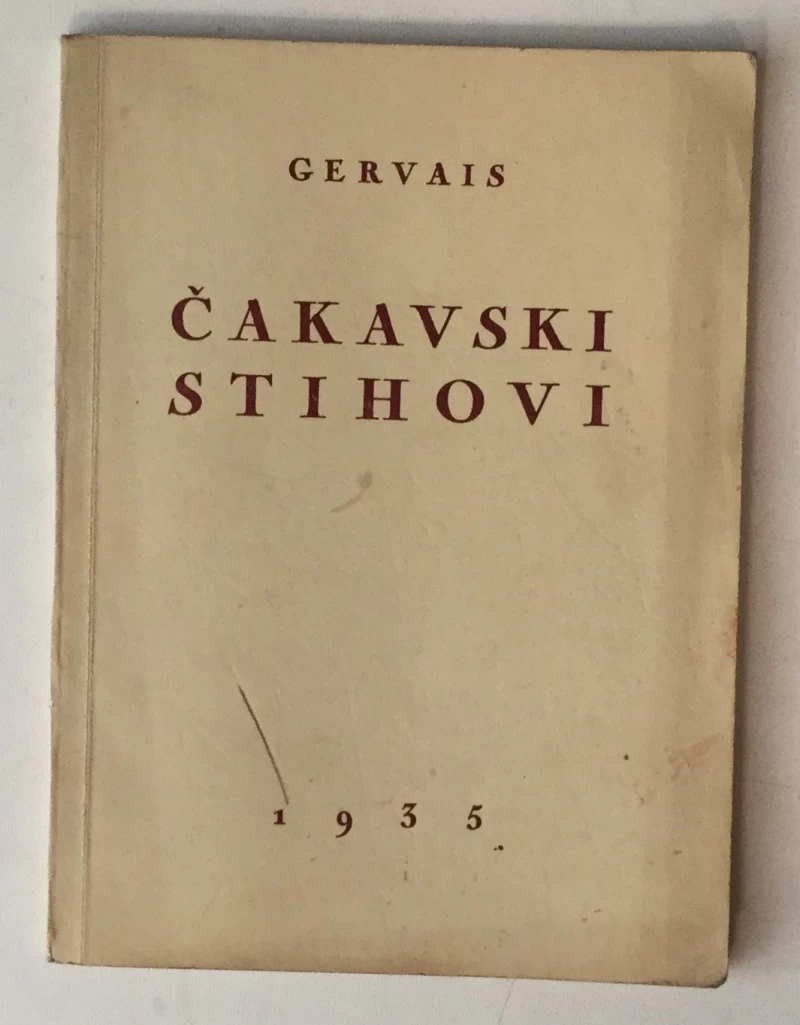 GERVAIS
ČAKAVSKI
STIHOVI
1935